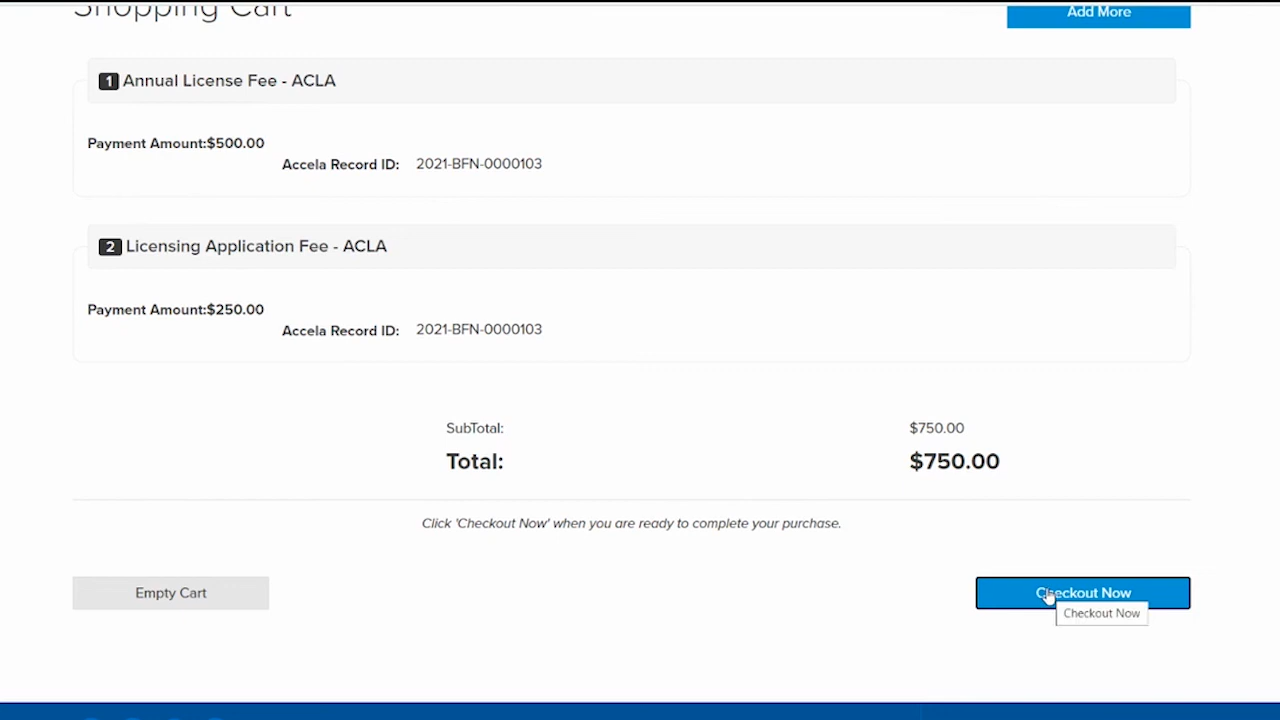 Shopping Cart
Add More
1 Annual License Fee - ACLA
Payment Amount:$500.00
Accela Record ID: 2021-BFN-0000103
2 Licensing Application Fee - ACLA
Payment Amount:$250.00
Accela Record ID: 2021-BFN-0000103
SubTotal: $750.00
Total: $750.00
Click 'Checkout Now' when you are ready to complete your purchase.
Empty Cart
Checkout Now
Checkout Now